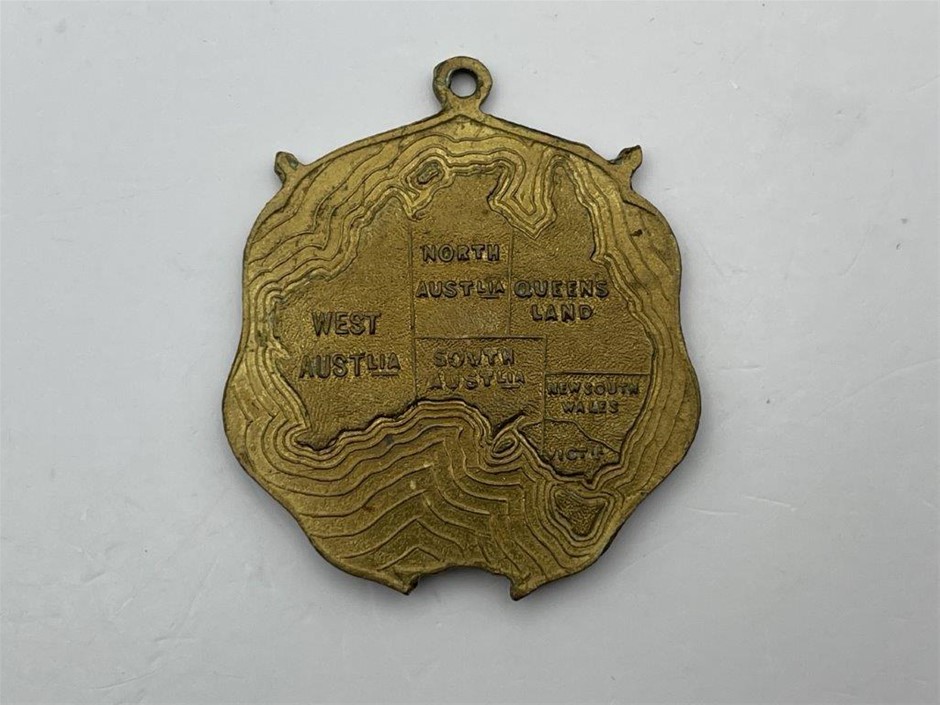 NORTH
AUSTLIA
QUEENS
LAND
WEST
AUSTLIA
SOUTH
AUSTLIA
NEW SOUTH
WALES
VICTA